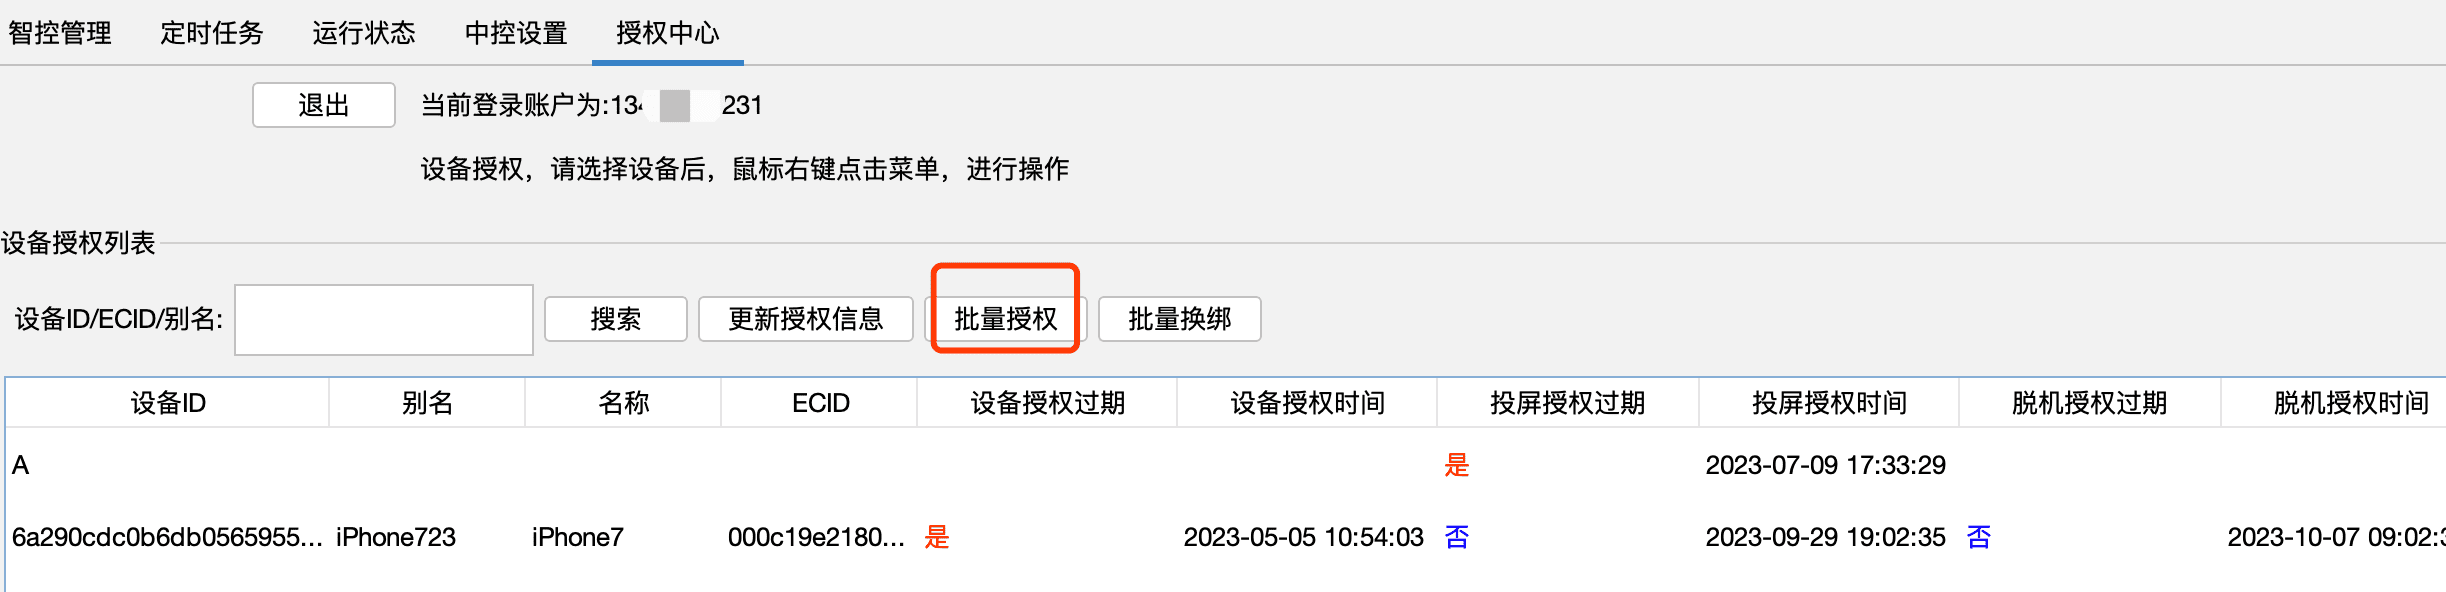 智控管理 定时任务 运行状态 中控设置 授权中心
退出 当前登录账户为:134 231
设备授权，请选择设备后，鼠标右键点击菜单，进行操作
设备授权列表
设备ID/ECID/别名: 搜索 更新授权信息 批量授权 批量换绑
设备ID 别名 名称 ECID 设备授权过期 设备授权时间 投屏授权过期 投屏授权时间 脱机授权过期 脱机授权时间
A 是 2023-07-09 17:33:29
6a290cdc0b6db0565955... iPhone723 iPhone7 000c19e2180... 是 2023-05-05 10:54:03 否 2023-09-29 19:02:35 否 2023-10-07 09:02: